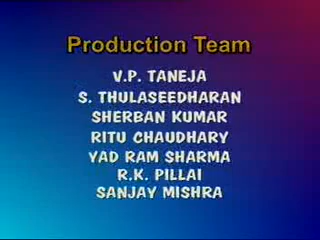 Production Team
V.P. TANEJA
S. THULASEEDHARAN
SHERBAN KUMAR
RITU CHAUDHARY
YAD RAM SHARMA
R.K. PILLAI
SANJAY MISHRA